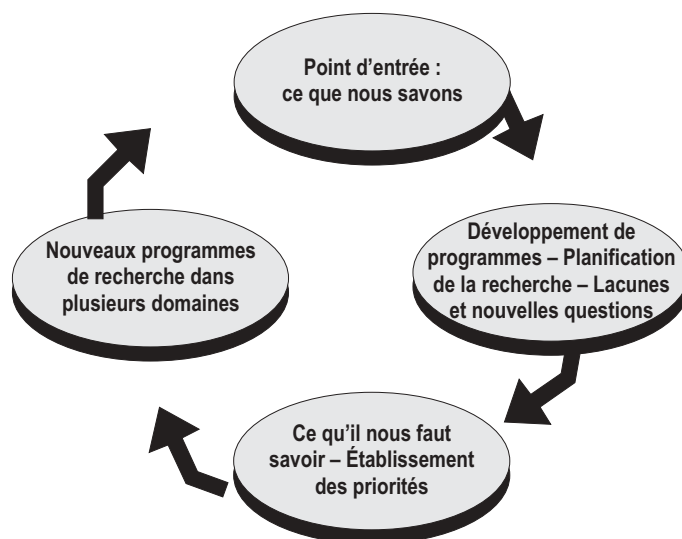 Point d’entrée :
ce que nous savons
Développement de
programmes – Planification
de la recherche – Lacunes
et nouvelles questions
Ce qu’il nous faut
savoir – Établissement
des priorités
Nouveaux programmes
de recherche dans
plusieurs domaines